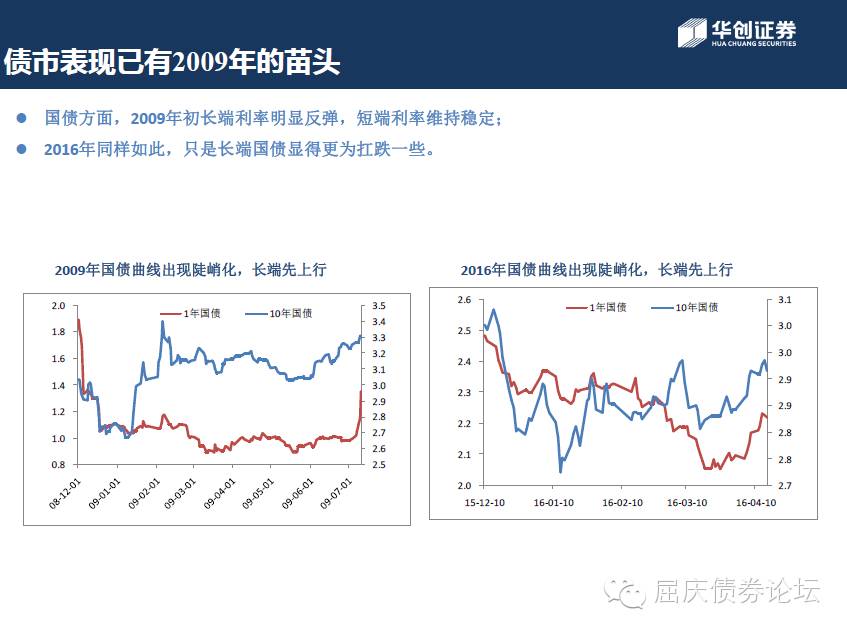 华创证券
HUA CHUANG SECURITIES
债市表现已有2009年的苗头
国债方面，2009年初长端利率明显反弹，短端利率维持稳定；
2016年同样如此，只是长端国债显得更为扛跌一些。
2009年国债曲线出现陡峭化，长端先上行
1年国债 10年国债
2.0
1.8
1.6
1.4
1.2
1.0
0.8
3.5
3.4
3.3
3.2
3.1
3.0
2.9
2.8
2.7
2.6
2.5
08-12-01 09-01-01 09-02-01 09-03-01 09-04-01 09-05-01 09-06-01 09-07-01
2016年国债曲线出现陡峭化，长端先上行
1年国债 10年国债
2.6
2.5
2.4
2.3
2.2
2.1
2.0
3.1
3.0
3.0
2.9
2.9
2.8
2.8
2.7
15-12-10 16-01-10 16-02-10 16-03-10 16-04-10
屈庆债券论坛